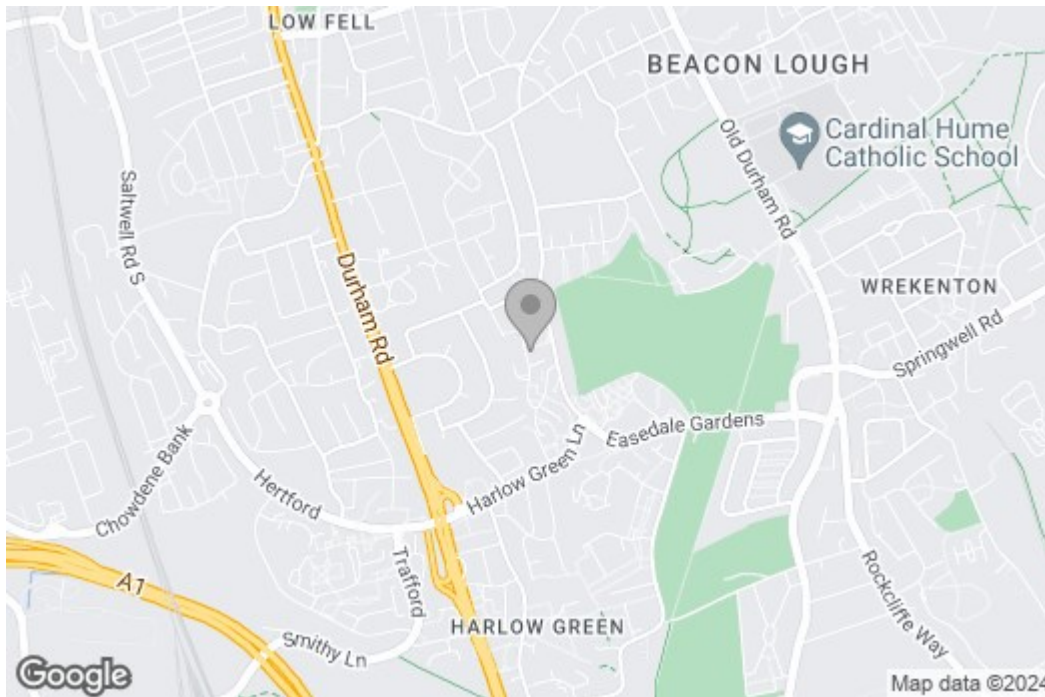 LOW FELL
BEACON LOUGH
Old Durham Rd
Cardinal Hume
Catholic School
Saltwell Rd S
Durham Rd
WREKENTON
Springwell Rd
Easedale Gardens
Harlow Green Ln
Chowdene Bank
Hertford
Trafford
A1
Rockcliffe Way
HARLOW GREEN
Smithy Ln
Google
Map data ©2024